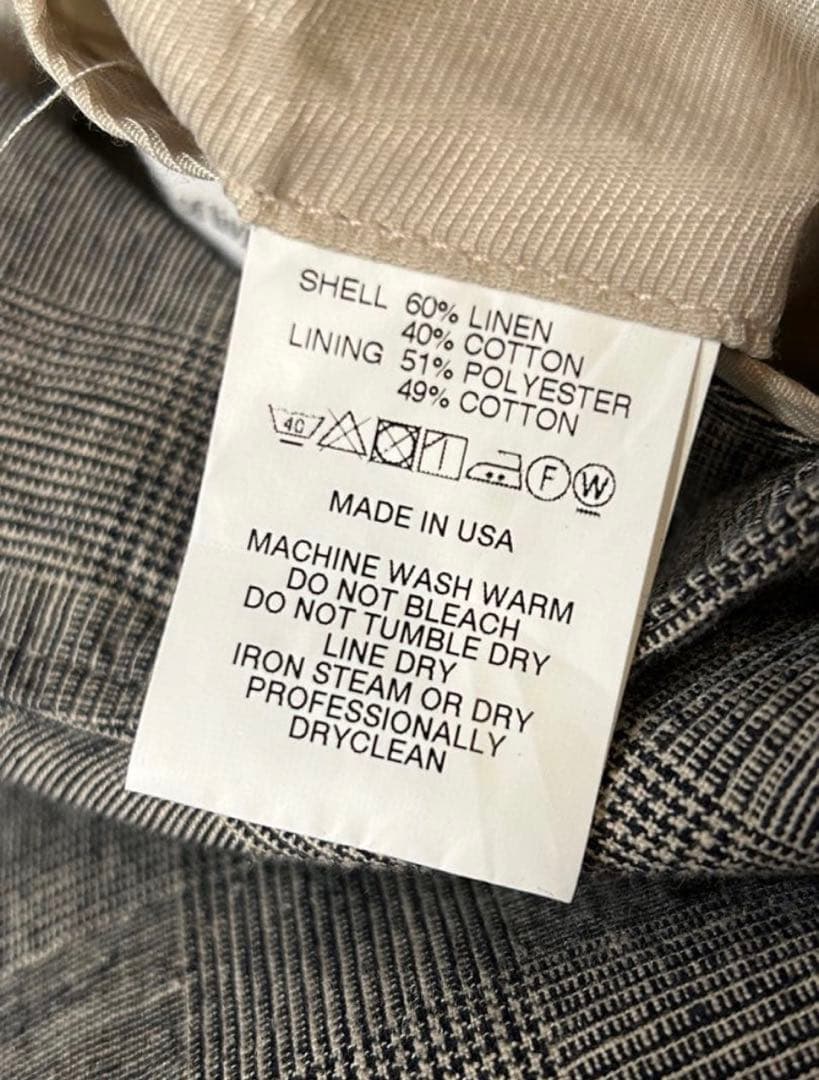 SHELL 60% LINEN
40% COTTON
LINING 51% POLYESTER
49% COTTON
40 F W
MADE IN USA
MACHINE WASH WARM
DO NOT BLEACH
DO NOT TUMBLE DRY
LINE DRY
IRON STEAM OR DRY
PROFESSIONALLY
DRYCLEAN